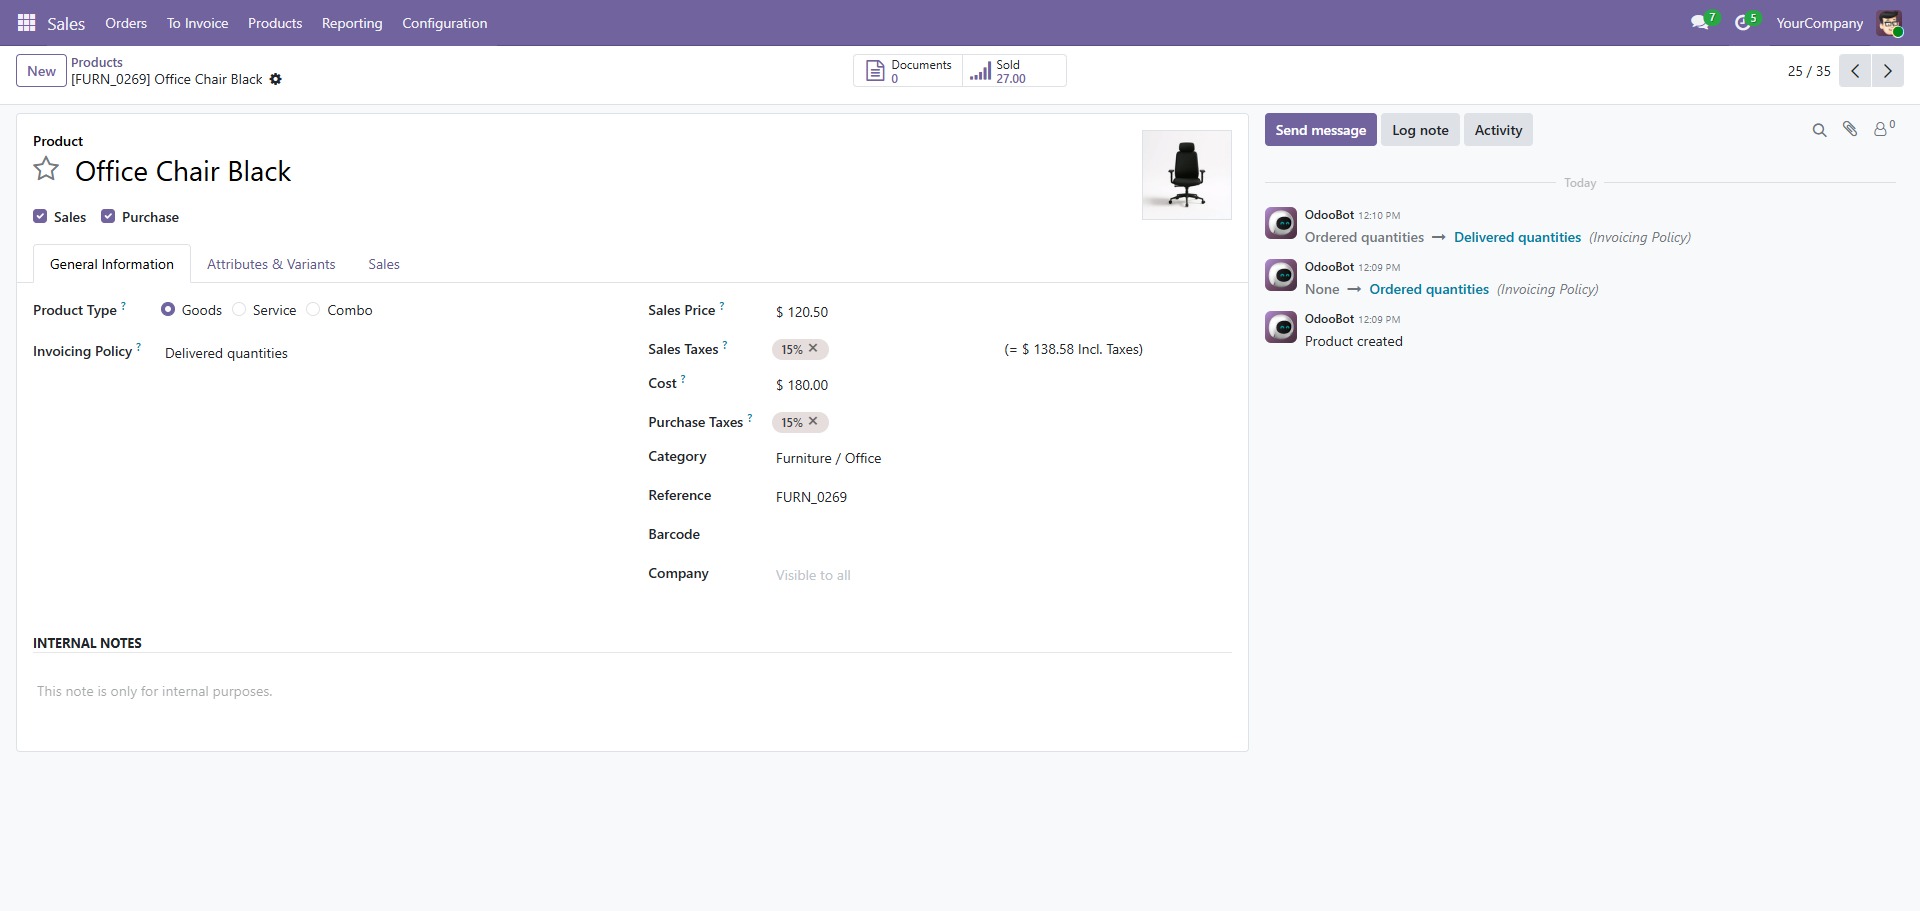 Sales Orders To Invoice Products Reporting Configuration 7 5 YourCompany
New Products
[FURN_0269] Office Chair Black
Documents
0
Sold
27.00
25 / 35
Product
Office Chair Black
Sales Purchase
General Information Attributes & Variants Sales
Product Type ? Goods Service Combo
Invoicing Policy ? Delivered quantities
Sales Price ? $ 120.50
Sales Taxes ? 15% (= $ 138.58 Incl. Taxes)
Cost ? $ 180.00
Purchase Taxes ? 15%
Category Furniture / Office
Reference FURN_0269
Barcode
Company Visible to all
INTERNAL NOTES
This note is only for internal purposes.
Send message Log note Activity 0
Today
OdooBot 12:10 PM
Ordered quantities → Delivered quantities (Invoicing Policy)
OdooBot 12:09 PM
None → Ordered quantities (Invoicing Policy)
OdooBot 12:09 PM
Product created